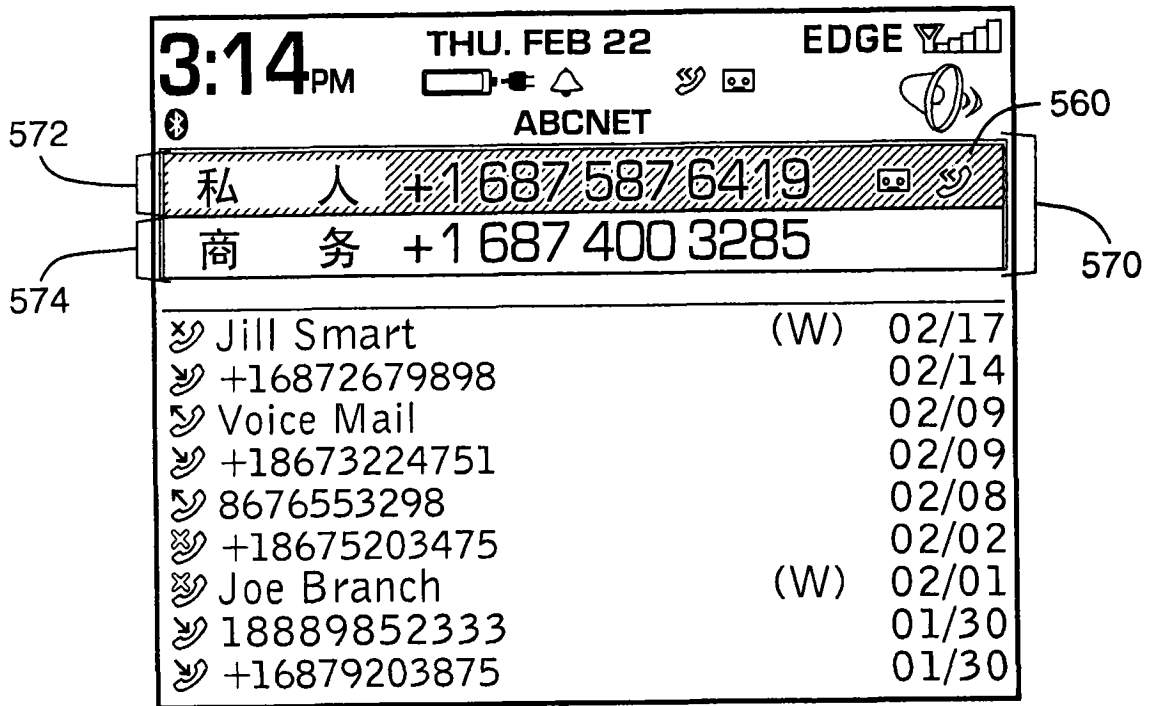 3:14PM THU. FEB 22 EDGE
ABCNET
560
572
私 人 +1 687 587 6419
商 务 +1 687 400 3285
570
574
Jill Smart (W) 02/17
+16872679898 02/14
Voice Mail 02/09
+18673224751 02/09
8676553298 02/08
+18675203475 02/02
Joe Branch (W) 02/01
18889852333 01/30
+16879203875 01/30